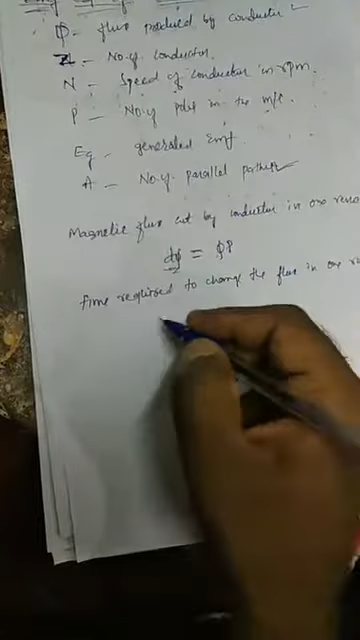 Φ - flux produced by conductor
Z - No. of conductor
N - Speed of conductor in rpm.
P - No. of poles in the m/c.
Eg - generated Emf
A - No. of parallel paths
Magnetic flux cut by conductor in one
dφ = φP
Time required to change the flux in one